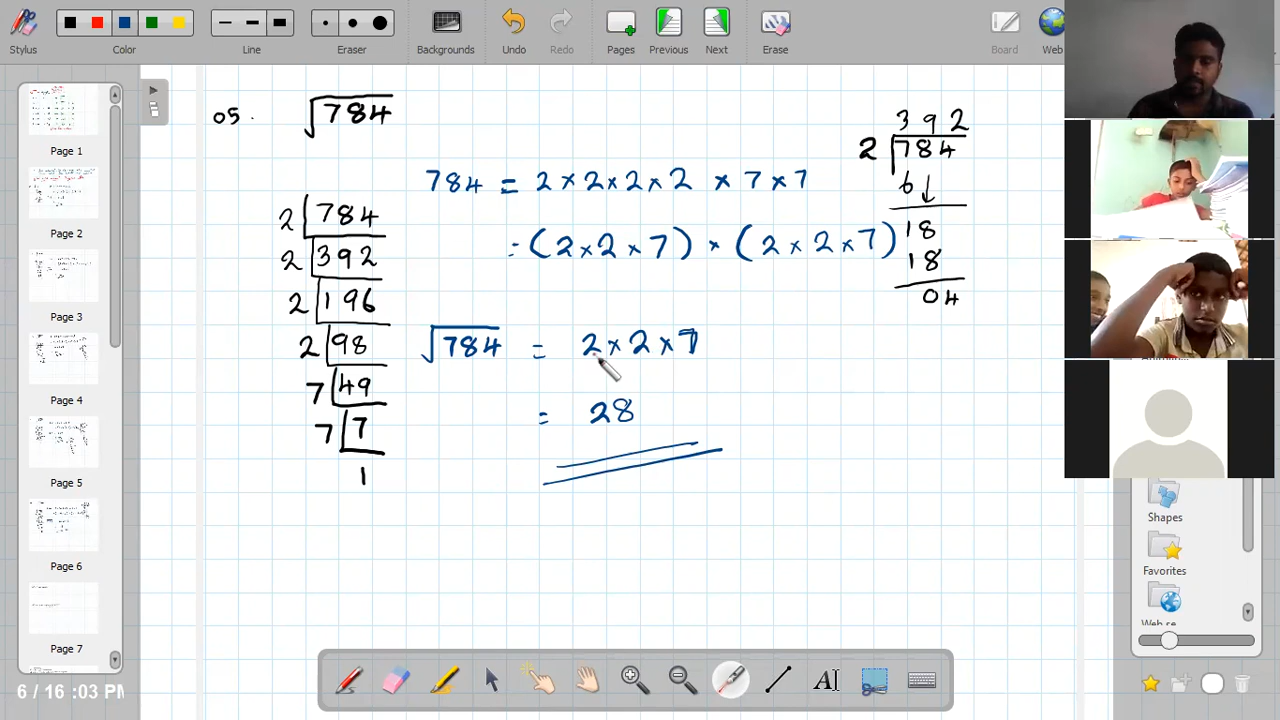 Stylus
Color
Line
Eraser
Backgrounds
Undo
Redo
Pages
Previous
Next
Erase
Board
Web
Page 1
Page 2
Page 3
Page 4
Page 5
Page 6
Page 7
05.
√784
784 = 2 × 2 × 2 × 2 × 7 × 7
= (2 × 2 × 7) × (2 × 2 × 7)
√784 = 2 × 2 × 7
= 28
2 784
2 392
2 196
2 98
7 49
7 7
1
392
2 784
6↓
18
18
04
Shapes
Favorites
Web se
6 / 16 :03 PM